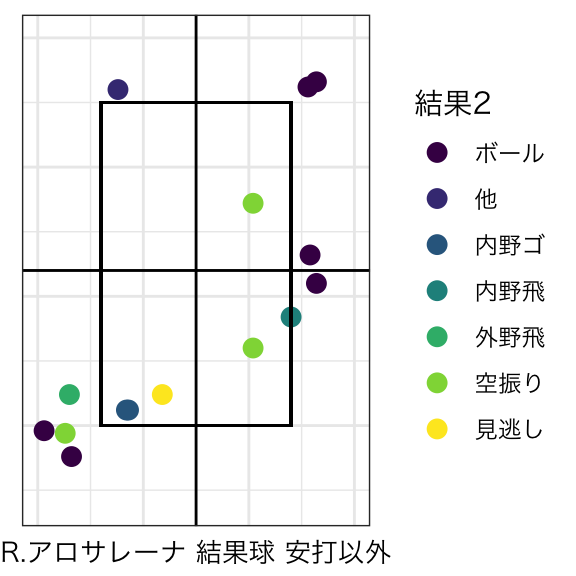 結果2
ボール
他
内野ゴ
内野飛
外野飛
空振り
見逃し
R.アロサレーナ 結果球 安打以外